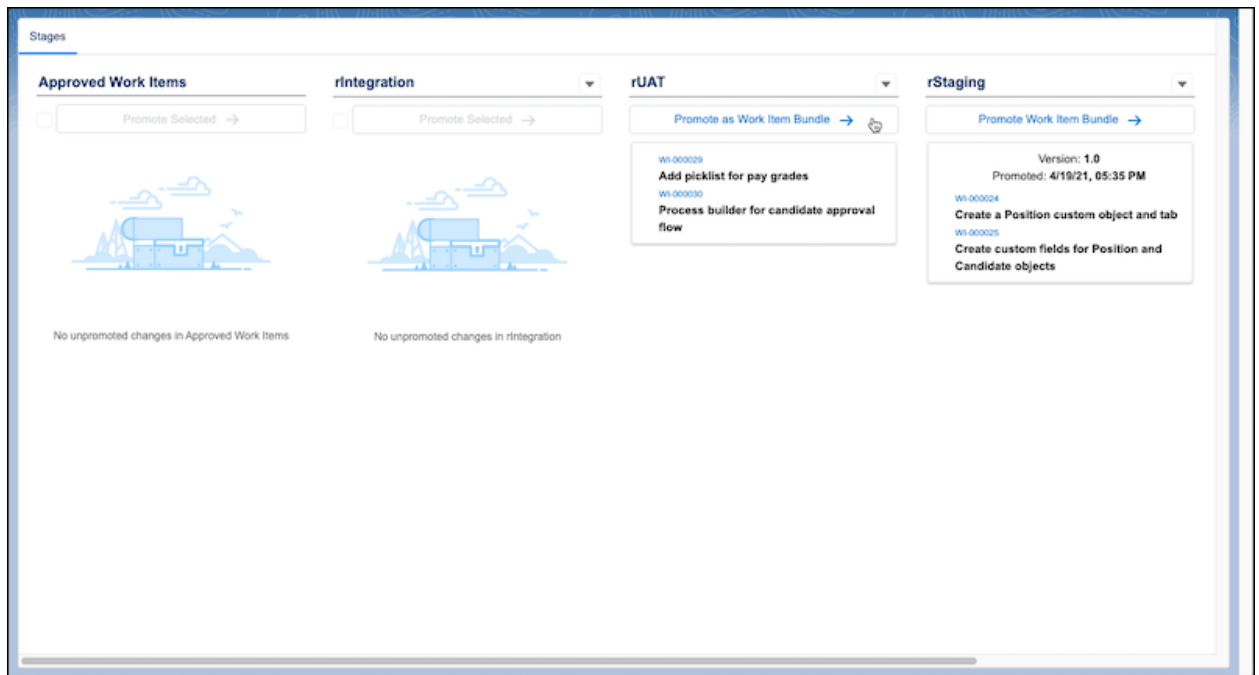 Stages
Approved Work Items
Promote Selected →
No unpromoted changes in Approved Work Items
rIntegration
Promote Selected →
No unpromoted changes in rIntegration
rUAT
Promote as Work Item Bundle →
WI-000029
Add picklist for pay grades
WI-000030
Process builder for candidate approval
flow
rStaging
Promote Work Item Bundle →
Version: 1.0
Promoted: 4/19/21, 05:35 PM
WI-000024
Create a Position custom object and tab
WI-000025
Create custom fields for Position and
Candidate objects